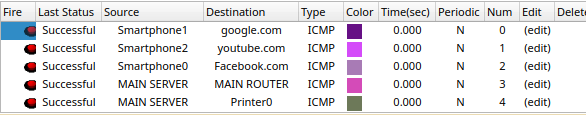 Fire Last Status Source Destination Type Color Time(sec) Periodic Num Edit Delete
Successful Smartphone1 google.com ICMP 0.000 N 0 (edit)
Successful Smartphone2 youtube.com ICMP 0.000 N 1 (edit)
Successful Smartphone0 Facebook.com ICMP 0.000 N 2 (edit)
Successful MAIN SERVER MAIN ROUTER ICMP 0.000 N 3 (edit)
Successful MAIN SERVER Printer0 ICMP 0.000 N 4 (edit)